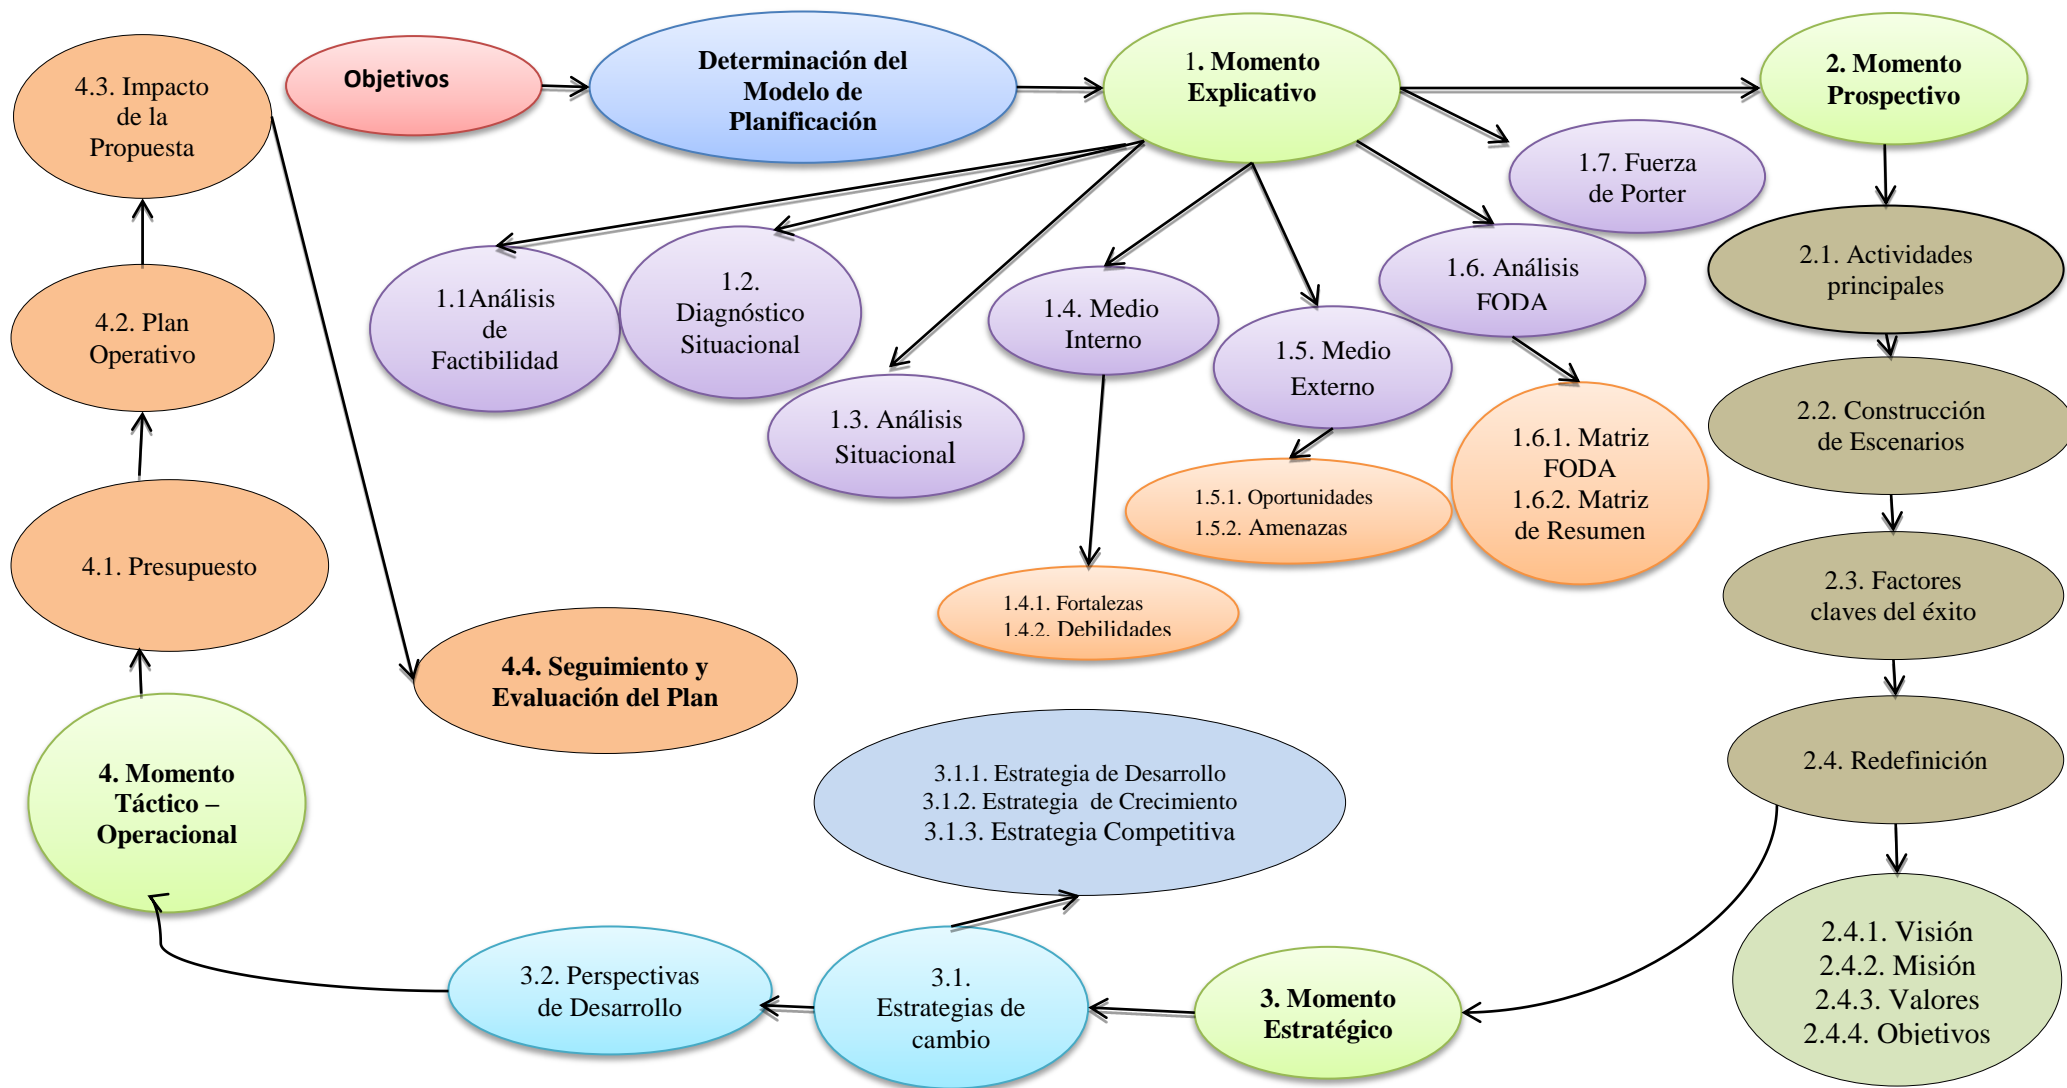 Objetivos
Determinación del
Modelo de
Planificación
1. Momento
Explicativo
2. Momento
Prospectivo
4.3. Impacto
de la
Propuesta
1.7. Fuerza
de Porter
1.1Análisis
de
Factibilidad
1.2.
Diagnóstico
Situacional
1.3. Análisis
Situacional
1.4. Medio
Interno
1.5. Medio
Externo
1.6. Análisis
FODA
2.1. Actividades
principales
4.2. Plan
Operativo
2.2. Construcción
de Escenarios
1.6.1. Matriz
FODA
1.6.2. Matriz
de Resumen
1.5.1. Oportunidades
1.5.2. Amenazas
4.1. Presupuesto
1.4.1. Fortalezas
1.4.2. Debilidades
2.3. Factores
claves del éxito
4.4. Seguimiento y
Evaluación del Plan
2.4. Redefinición
4. Momento
Táctico –
Operacional
3.1.1. Estrategia de Desarrollo
3.1.2. Estrategia de Crecimiento
3.1.3. Estrategia Competitiva
2.4.1. Visión
2.4.2. Misión
2.4.3. Valores
2.4.4. Objetivos
3.2. Perspectivas
de Desarrollo
3.1.
Estrategias de
cambio
3. Momento
Estratégico